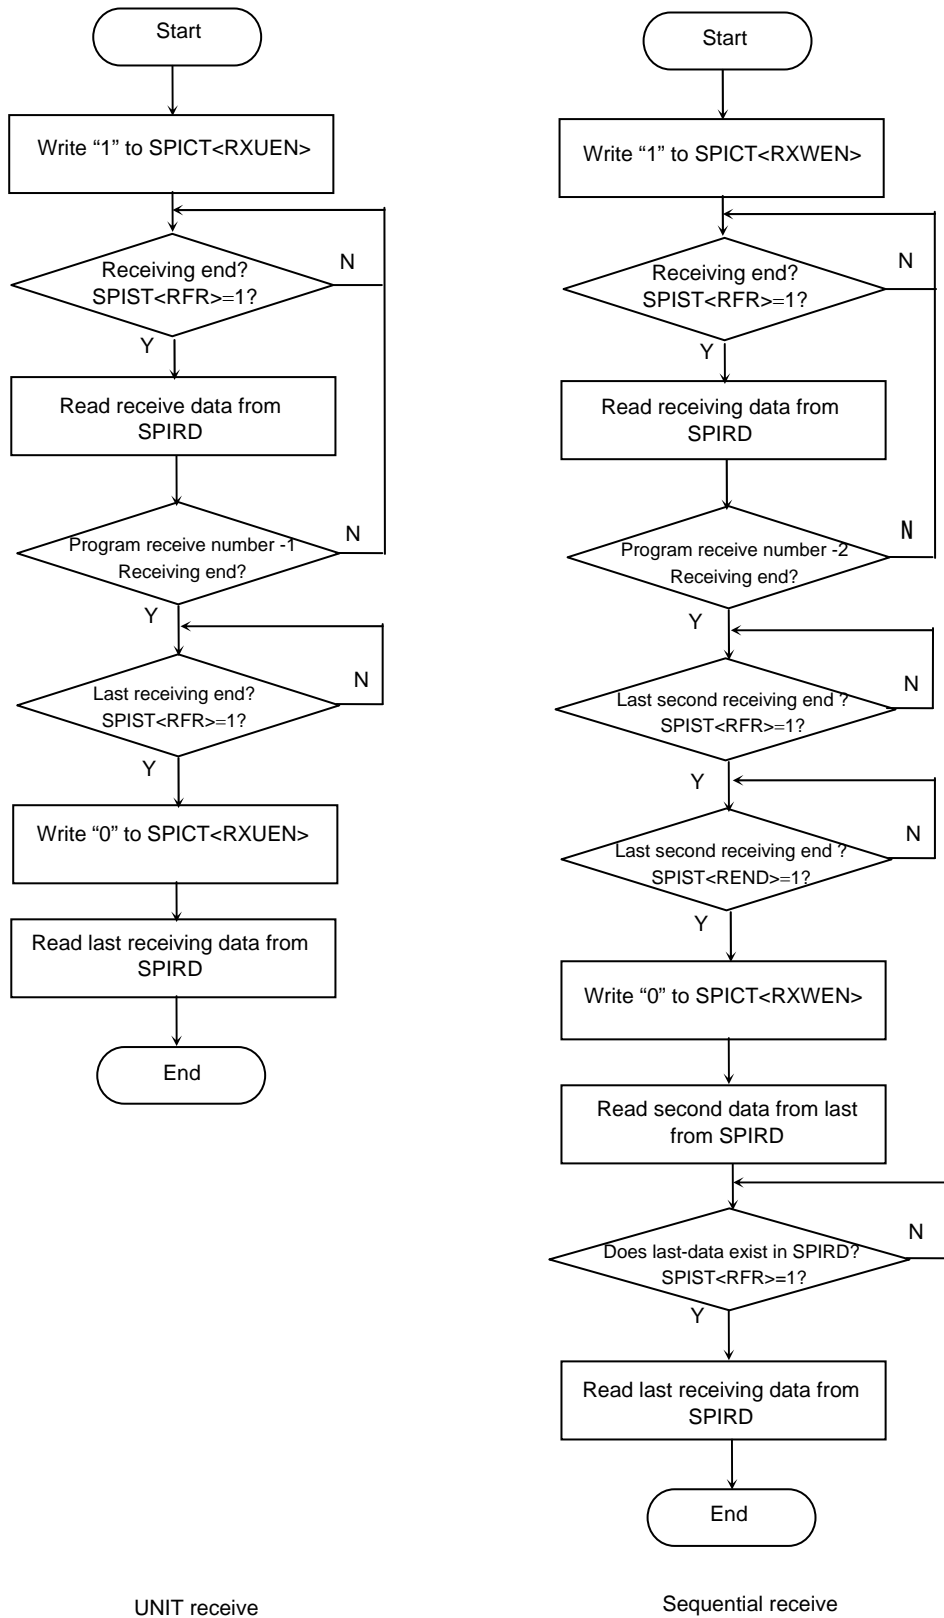 Start
Write “1” to SPICT<RXUEN>
Receiving end?
SPIST<RFR>=1?
N
Y
Read receive data from
SPIRD
Program receive number -1
Receiving end?
N
Y
Last receiving end?
SPIST<RFR>=1?
N
Y
Write “0” to SPICT<RXUEN>
Read last receiving data from
SPIRD
End
UNIT receive
Start
Write “1” to SPICT<RXWEN>
Receiving end?
SPIST<RFR>=1?
N
Y
Read receiving data from
SPIRD
Program receive number -2
Receiving end?
N
Y
Last second receiving end ?
SPIST<RFR>=1?
N
Y
Last second receiving end ?
SPIST<REND>=1?
N
Y
Write “0” to SPICT<RXWEN>
Read second data from last
from SPIRD
Does last-data exist in SPIRD?
SPIST<RFR>=1?
N
Y
Read last receiving data from
SPIRD
End
Sequential receive